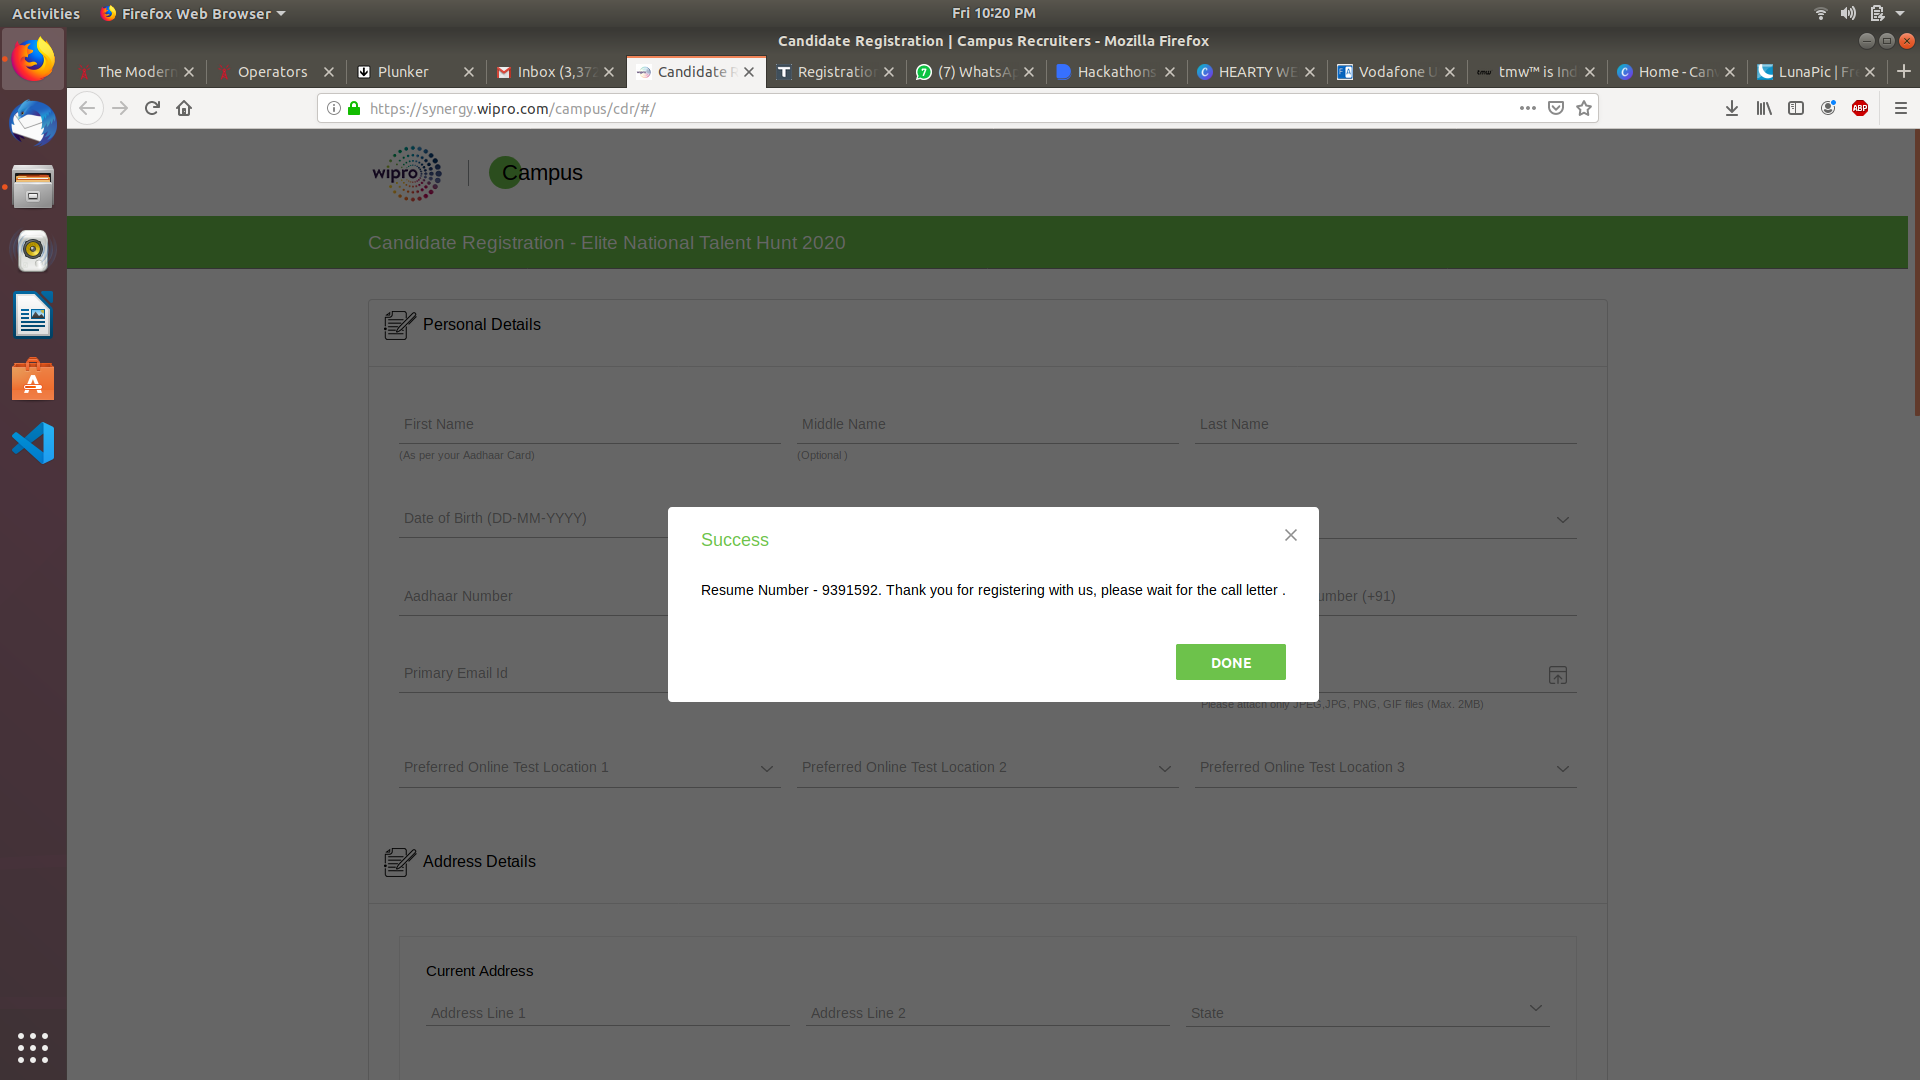 Activities
Firefox Web Browser
Fri 10:20 PM
Candidate Registration | Campus Recruiters - Mozilla Firefox
The Modern
Operators
Plunker
Inbox (3,372
Candidate R
Registration
(7) WhatsAp
Hackathons
HEARTY WE
Vodafone U
tmw™ is Ind
Home - Can
LunaPic | Fr
https://synergy.wipro.com/campus/cdr/#/
ABP
wipro
Campus
Candidate Registration - Elite National Talent Hunt 2020
Personal Details
First Name
Middle Name
Last Name
(As per your Aadhaar Card)
(Optional )
Date of Birth (DD-MM-YYYY)
Success
Resume Number - 9391592. Thank you for registering with us, please wait for the call letter .
DONE
Aadhaar Number
umber (+91)
Primary Email Id
Please attach only JPEG,JPG, PNG, GIF files (Max. 2MB)
Preferred Online Test Location 1
Preferred Online Test Location 2
Preferred Online Test Location 3
Address Details
Current Address
Address Line 1
Address Line 2
State